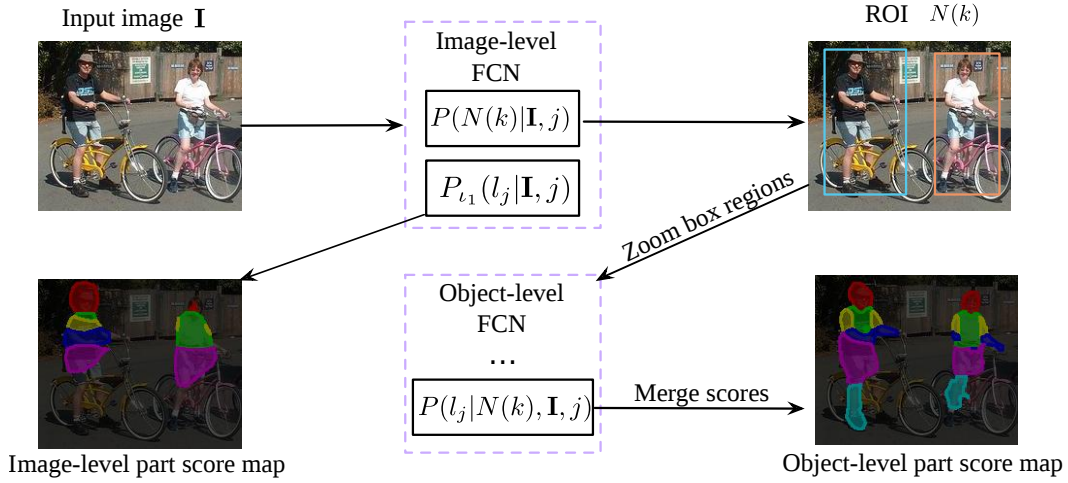 Input image I
Image-level
FCN
P(N(k)|I, j)
P_{ι_1}(l_j|I, j)
ROI N(k)
Zoom box regions
Image-level part score map
Object-level
FCN
...
P(l_j|N(k), I, j)
Merge scores
Object-level part score map